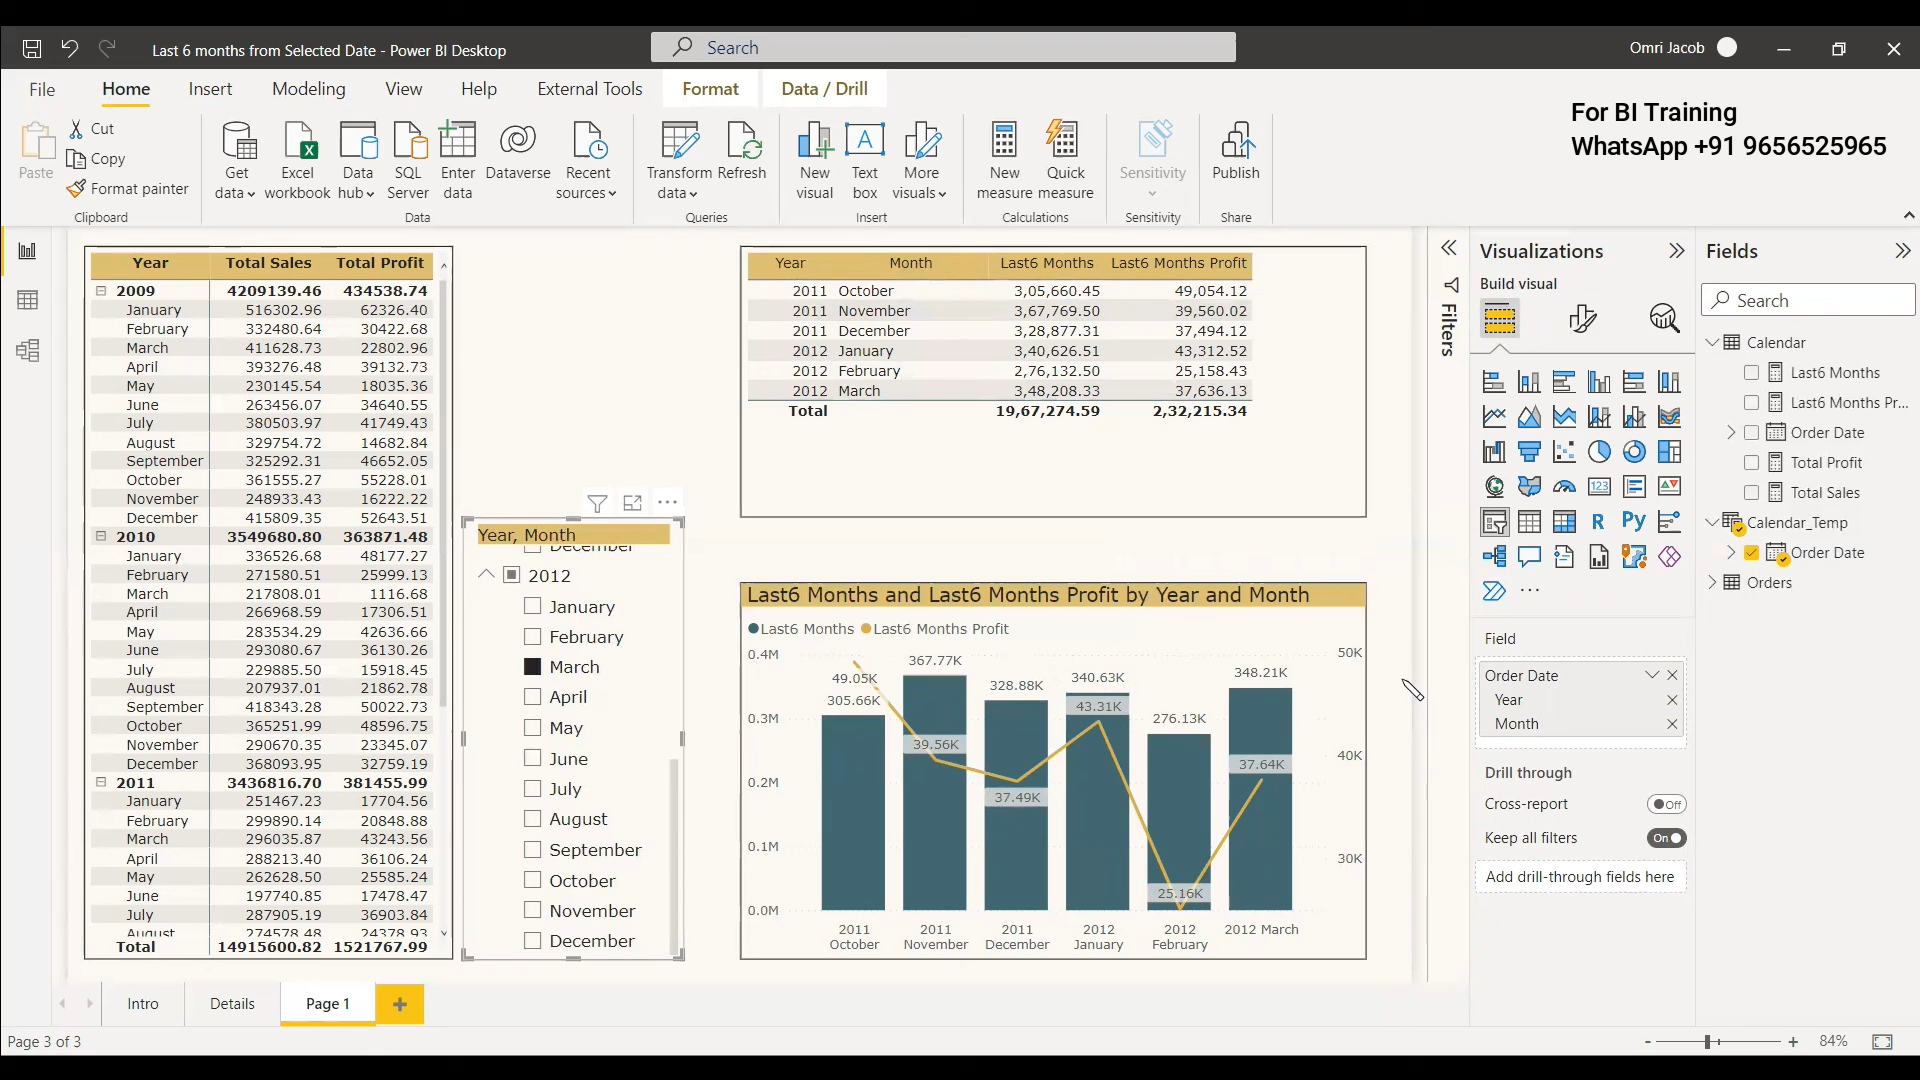 Last 6 months from Selected Date - Power BI Desktop
Search
Omri Jacob
File Home Insert Modeling View Help External Tools Format Data / Drill
For BI Training
WhatsApp +91 9656525965
Paste
Cut
Copy
Format painter
Clipboard
Get data
Excel workbook
Data hub
SQL Server
Enter data
Dataverse
Recent sources
Data
Transform data
Refresh
Queries
New visual
Text box
More visuals
Insert
New measure
Quick measure
Calculations
Sensitivity
Sensitivity
Publish
Share
Year Total Sales Total Profit
2009 4209139.46 434538.74
January 516302.96 62326.40
February 332480.64 30422.68
March 411628.73 22802.96
April 393276.48 39132.73
May 230145.54 18035.36
June 263456.07 34640.55
July 380503.97 41749.43
August 329754.72 14682.84
September 325292.31 46652.05
October 361555.27 55228.01
November 248933.43 16222.22
December 415809.35 52643.51
2010 3549680.80 363871.48
January 336526.68 48177.27
February 271580.51 25999.13
March 217808.01 1116.68
April 266968.59 17306.51
May 283534.29 42636.66
June 293080.67 36130.26
July 229885.50 15918.45
August 207937.01 21862.78
September 418343.28 50022.73
October 365251.99 48596.75
November 290670.35 23345.07
December 368093.95 32759.19
2011 3436816.70 381455.99
January 251467.23 17704.56
February 299890.14 20848.88
March 296035.87 43243.56
April 288213.40 36106.24
May 262628.50 25585.24
June 197740.85 17478.47
July 287905.19 36903.84
August 274578.48 24378.93
Total 14915600.82 1521767.99
Year, Month
December
2012
January
February
March
April
May
June
July
August
September
October
November
December
Year Month Last6 Months Last6 Months Profit
2011 October 3,05,660.45 49,054.12
2011 November 3,67,769.50 39,560.02
2011 December 3,28,877.31 37,494.12
2012 January 3,40,626.51 43,312.52
2012 February 2,76,132.50 25,158.43
2012 March 3,48,208.33 37,636.13
Total 19,67,274.59 2,32,215.34
Last6 Months and Last6 Months Profit by Year and Month
Last6 Months Last6 Months Profit
0.4M
0.3M
0.2M
0.1M
0.0M
49.05K
305.66K
367.77K
39.56K
328.88K
37.49K
340.63K
43.31K
276.13K
25.16K
348.21K
37.64K
50K
40K
30K
2011 October
2011 November
2011 December
2012 January
2012 February
2012 March
Filters
Visualizations
Build visual
R Py
123
Field
Order Date
Year
Month
Drill through
Cross-report Off
Keep all filters On
Add drill-through fields here
Fields
Search
Calendar
Last6 Months
Last6 Months Pr...
Order Date
Total Profit
Total Sales
Calendar_Temp
Order Date
Orders
Intro Details Page 1
Page 3 of 3
84%